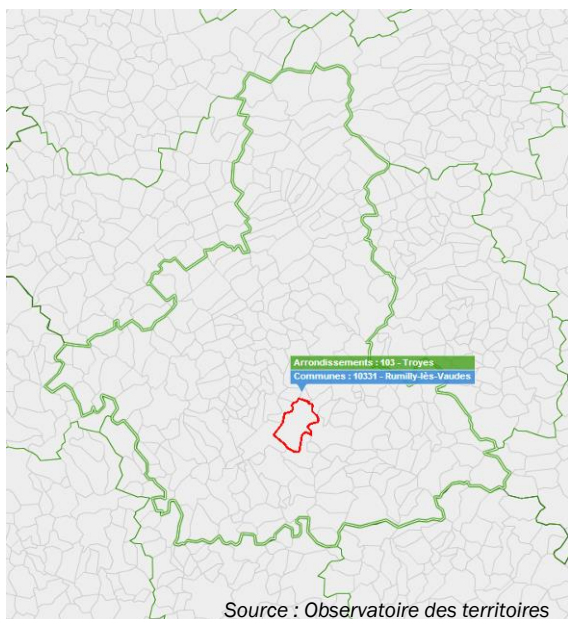 Arrondissements : 103 - Troyes
Communes : 10331 - Rumilly-lès-Vaudes
Source : Observatoire des territoires